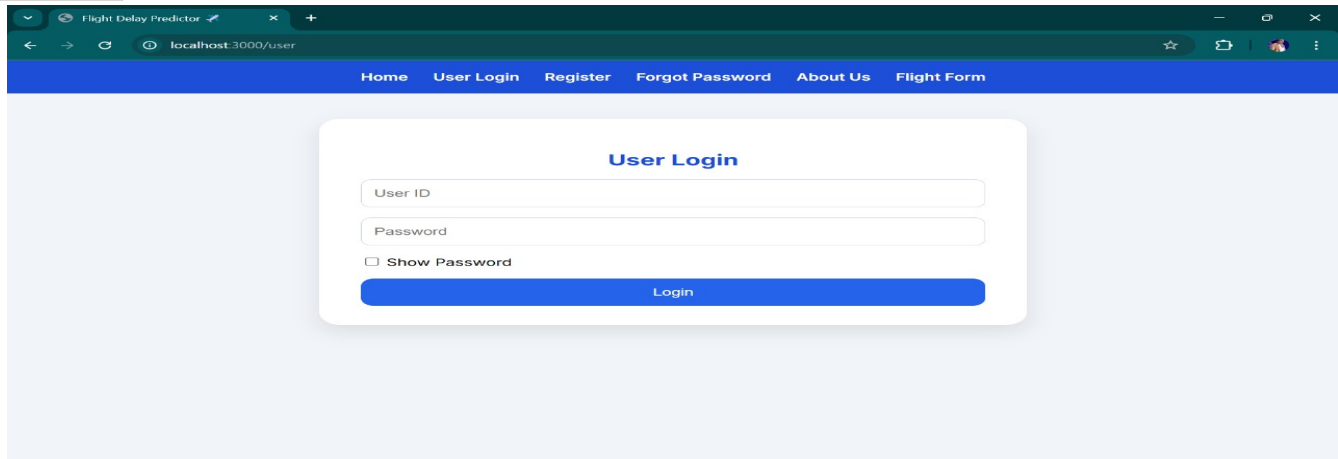 Flight Delay Predictor ✈
localhost:3000/user
Home User Login Register Forgot Password About Us Flight Form
User Login
User ID
Password
Show Password
Login